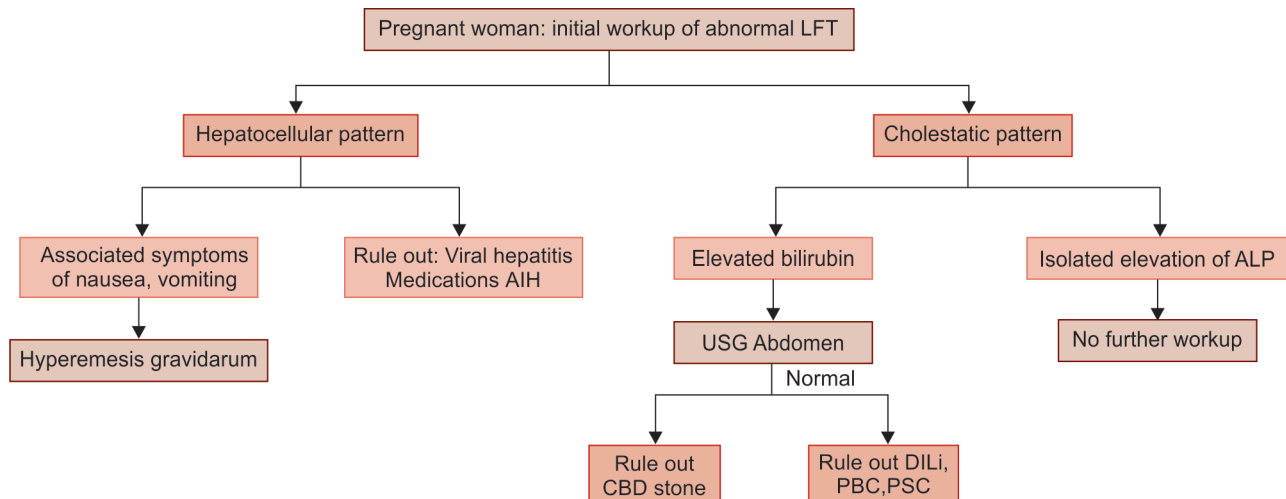 Pregnant woman: initial workup of abnormal LFT
Hepatocellular pattern
Cholestatic pattern
Associated symptoms
of nausea, vomiting
Rule out: Viral hepatitis
Medications AIH
Elevated bilirubin
Isolated elevation of ALP
Hyperemesis gravidarum
USG Abdomen
No further workup
Normal
Rule out
CBD stone
Rule out DILi,
PBC,PSC